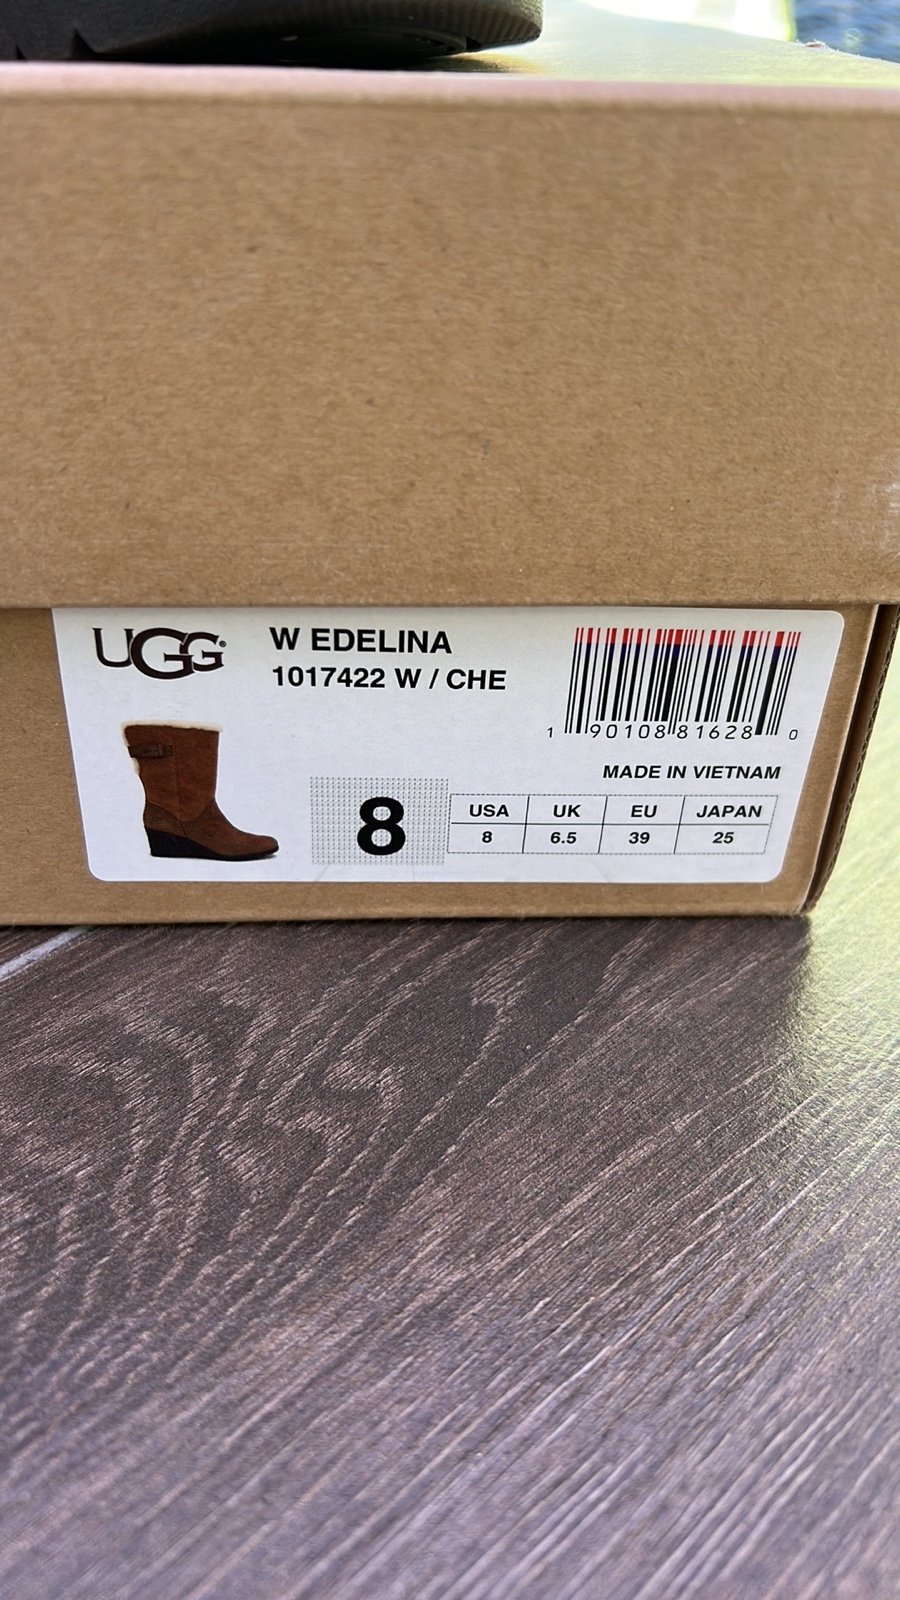 UGG
W EDELINA
1017422 W / CHE
1 90108 81628 0
MADE IN VIETNAM
8
USA UK EU JAPAN
8 6.5 39 25